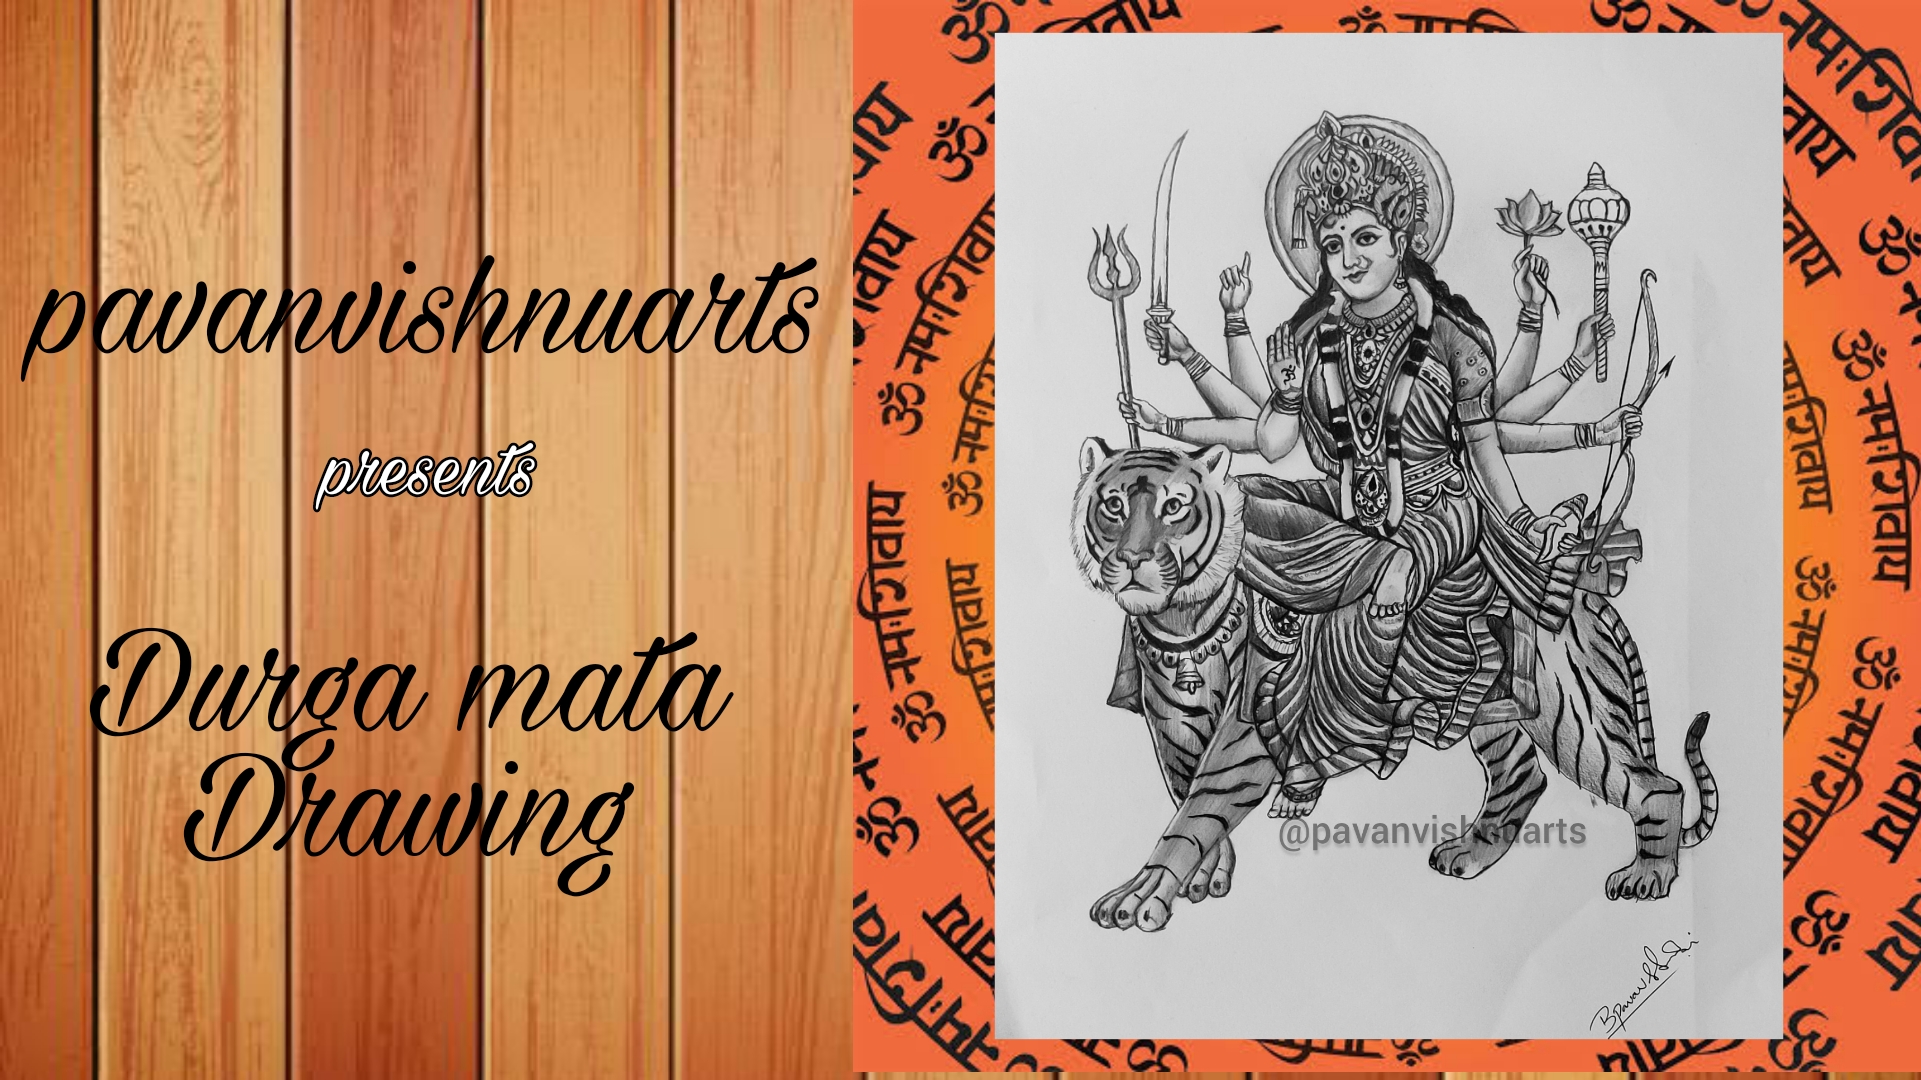 pavanvishnuarts
presents
Durga mata
Drawing
ॐ नमःशिवाय
ॐ
@pavanvishnuarts